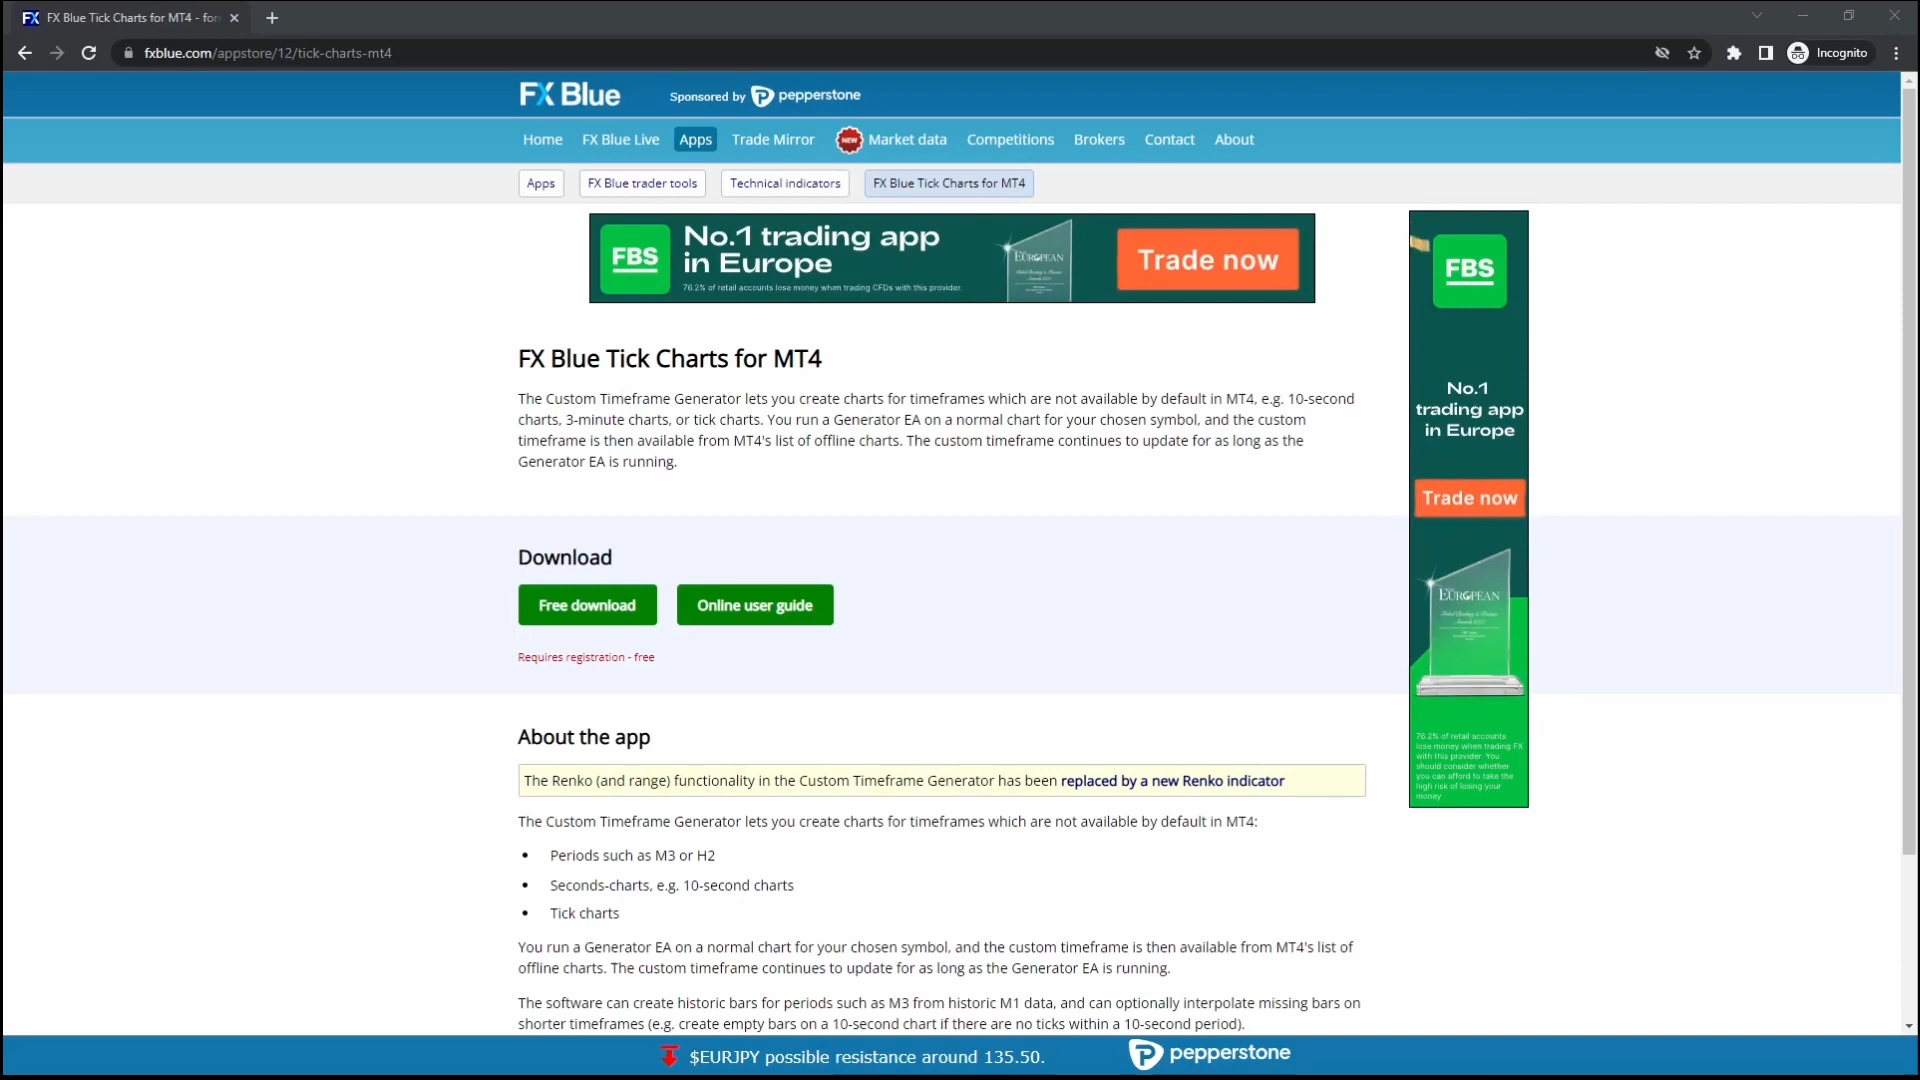 FX Blue Tick Charts for MT4 - for
fxblue.com/appstore/12/tick-charts-mt4
Incognito
FX Blue
Sponsored by pepperstone
Home FX Blue Live Apps Trade Mirror NEW Market data Competitions Brokers Contact About
Apps FX Blue trader tools Technical indicators FX Blue Tick Charts for MT4
FBS
No.1 trading app
in Europe
76.2% of retail accounts lose money when trading CFDs with this provider.
EUROPEAN
Trade now
FBS
No.1
trading app
in Europe
Trade now
EUROPEAN
76.2% of retail accounts
lose money when trading FX
with this provider. You
should consider whether
you can afford to take the
high risk of losing your
money
FX Blue Tick Charts for MT4
The Custom Timeframe Generator lets you create charts for timeframes which are not available by default in MT4, e.g. 10-second
charts, 3-minute charts, or tick charts. You run a Generator EA on a normal chart for your chosen symbol, and the custom
timeframe is then available from MT4's list of offline charts. The custom timeframe continues to update for as long as the
Generator EA is running.
Download
Free download Online user guide
Requires registration - free
About the app
The Renko (and range) functionality in the Custom Timeframe Generator has been replaced by a new Renko indicator
The Custom Timeframe Generator lets you create charts for timeframes which are not available by default in MT4:
• Periods such as M3 or H2
• Seconds-charts, e.g. 10-second charts
• Tick charts
You run a Generator EA on a normal chart for your chosen symbol, and the custom timeframe is then available from MT4's list of
offline charts. The custom timeframe continues to update for as long as the Generator EA is running.
The software can create historic bars for periods such as M3 from historic M1 data, and can optionally interpolate missing bars on
shorter timeframes (e.g. create empty bars on a 10-second chart if there are no ticks within a 10-second period).
$EURJPY possible resistance around 135.50.
pepperstone